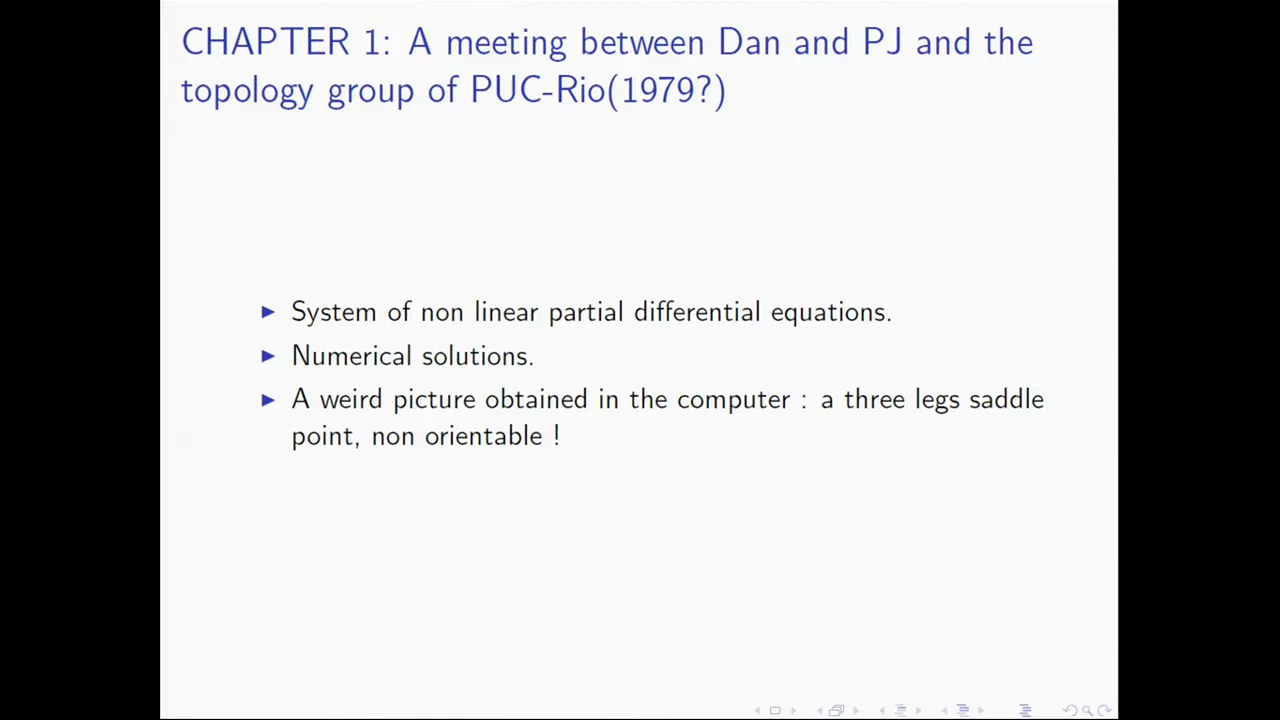 CHAPTER 1: A meeting between Dan and PJ and the
topology group of PUC-Rio(1979?)
System of non linear partial differential equations.
Numerical solutions.
A weird picture obtained in the computer : a three legs saddle
point, non orientable !